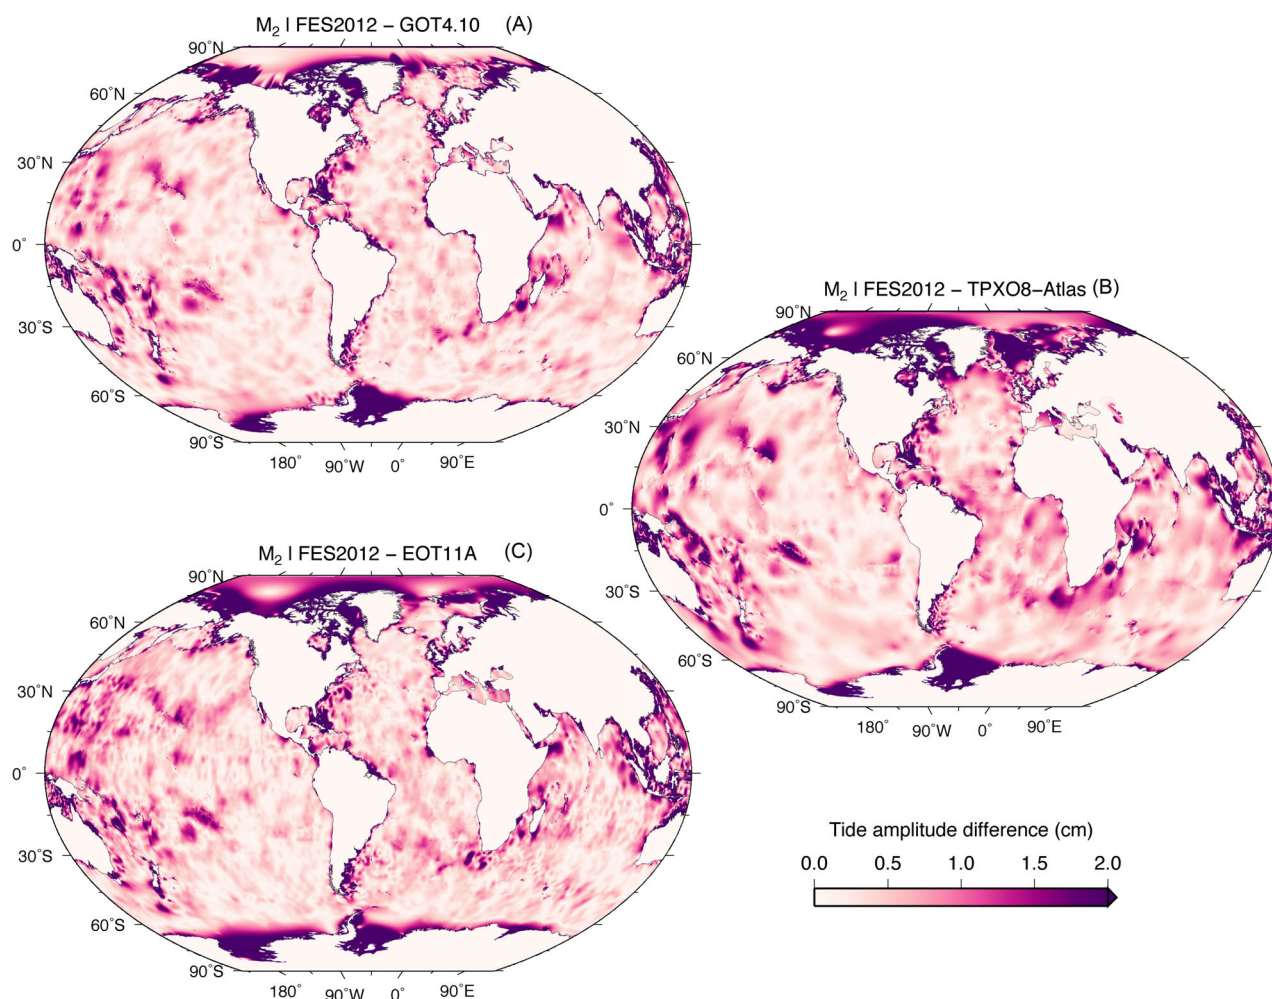 M₂ | FES2012 − GOT4.10 (A)
90°N
60°N
30°N
0°
30°S
60°S
90°S
180° 90°W 0° 90°E
M₂ | FES2012 − TPXO8−Atlas (B)
90°N
60°N
30°N
0°
30°S
60°S
90°S
180° 90°W 0° 90°E
M₂ | FES2012 − EOT11A (C)
90°N
60°N
30°N
0°
30°S
60°S
90°S
180° 90°W 0° 90°E
Tide amplitude difference (cm)
0.0 0.5 1.0 1.5 2.0